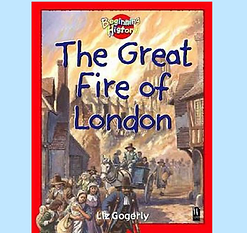 Beginning
History
The Great
Fire of
London
Liz Gogerly